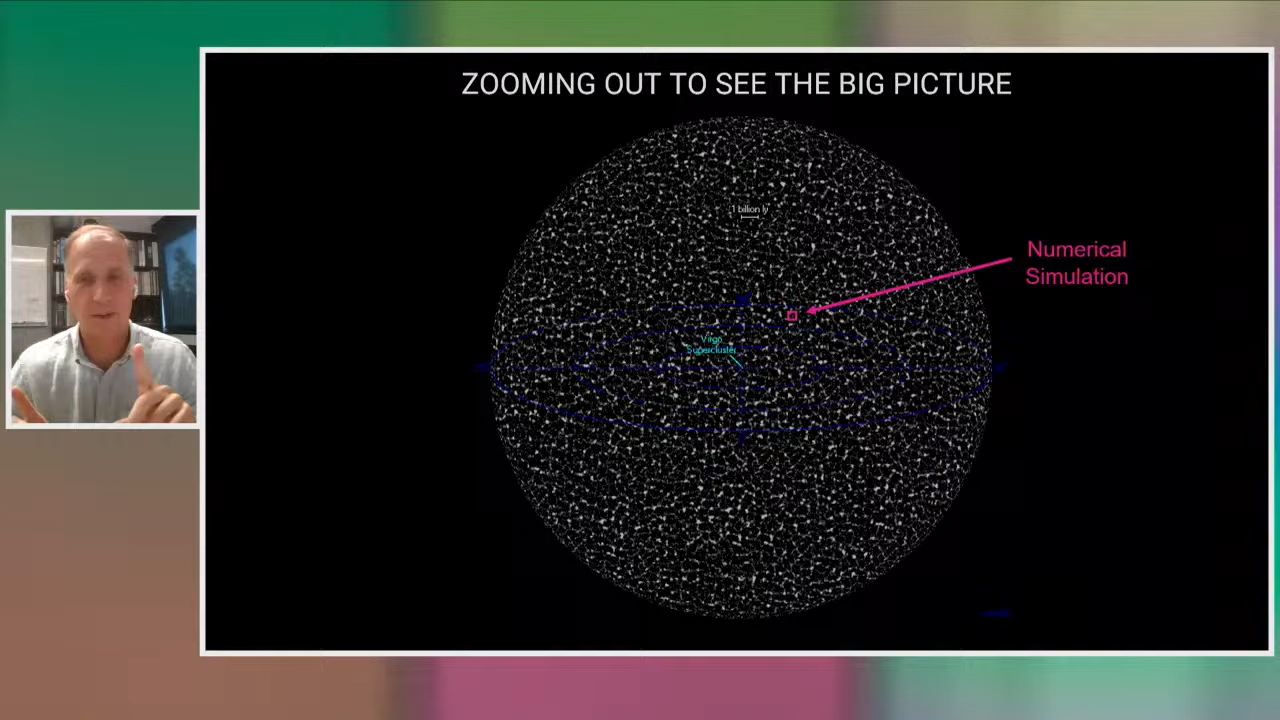 ZOOMING OUT TO SEE THE BIG PICTURE
1 billion ly
Numerical
Simulation
Virgo
Supercluster